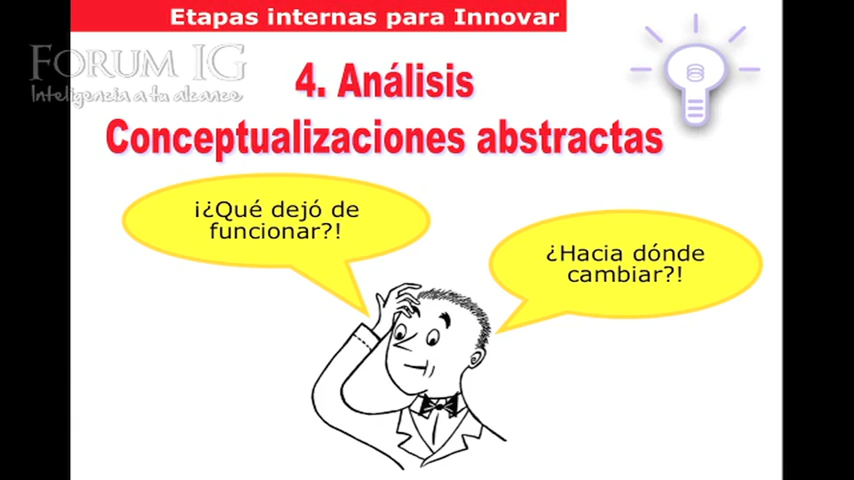 Etapas internas para Innovar
FORUM IG
Inteligencia a tu alcance
4. Análisis
Conceptualizaciones abstractas
¡¿Qué dejó de
funcionar?!
¿Hacia dónde
cambiar?!